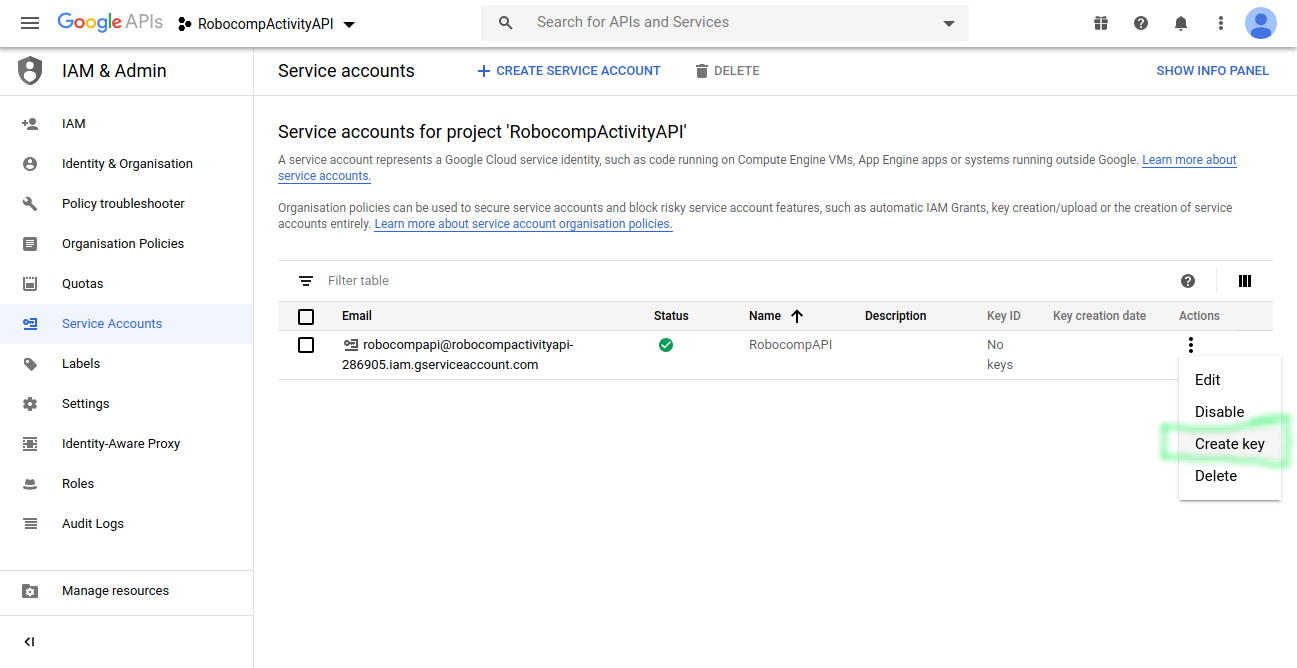 Google APIs
RobocompActivityAPI
Search for APIs and Services
IAM & Admin
Service accounts
CREATE SERVICE ACCOUNT
DELETE
SHOW INFO PANEL
IAM
Identity & Organisation
Policy troubleshooter
Organisation Policies
Quotas
Service Accounts
Labels
Settings
Identity-Aware Proxy
Roles
Audit Logs
Manage resources
Service accounts for project 'RobocompActivityAPI'
A service account represents a Google Cloud service identity, such as code running on Compute Engine VMs, App Engine apps or systems running outside Google. Learn more about
service accounts.
Organisation policies can be used to secure service accounts and block risky service account features, such as automatic IAM Grants, key creation/upload or the creation of service
accounts entirely. Learn more about service account organisation policies.
Filter table
Email Status Name Description Key ID Key creation date Actions
robocompapi@robocompactivityapi- RobocompAPI No
286905.iam.gserviceaccount.com keys
Edit
Disable
Create key
Delete